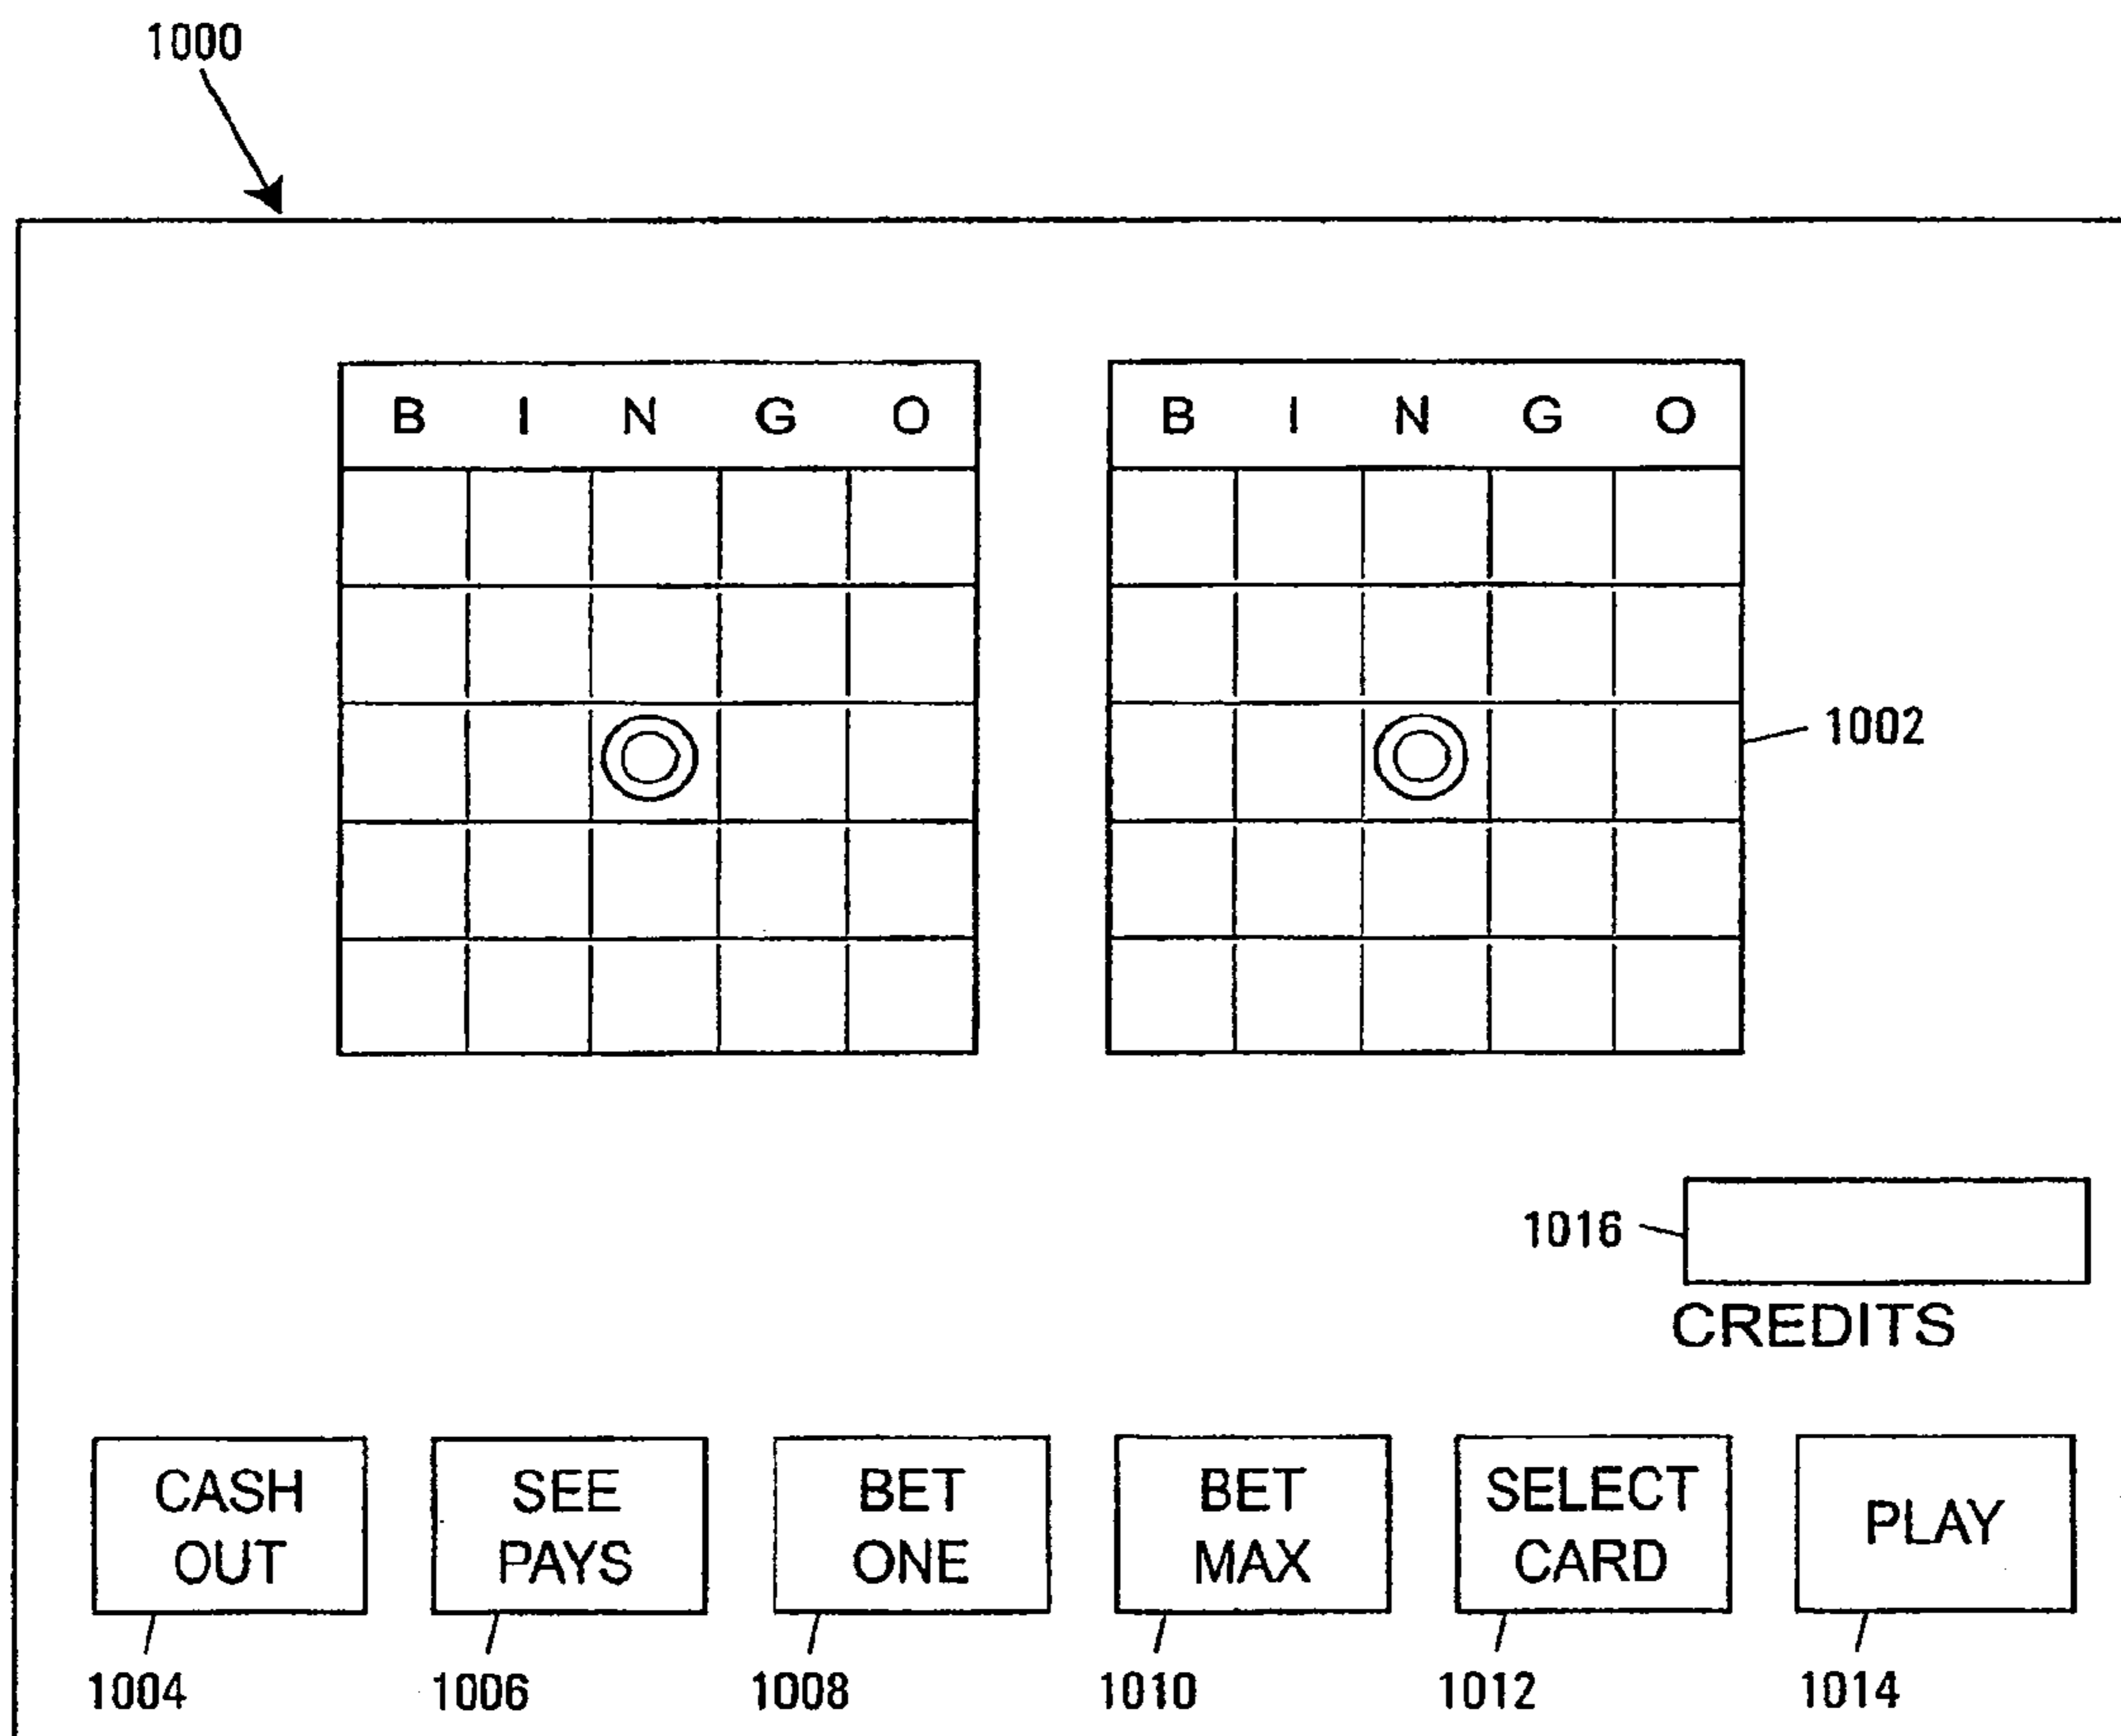 1000
B I N G O
B I N G O
1002
1016
CREDITS
CASH
OUT
SEE
PAYS
BET
ONE
BET
MAX
SELECT
CARD
PLAY
1004
1006
1008
1010
1012
1014